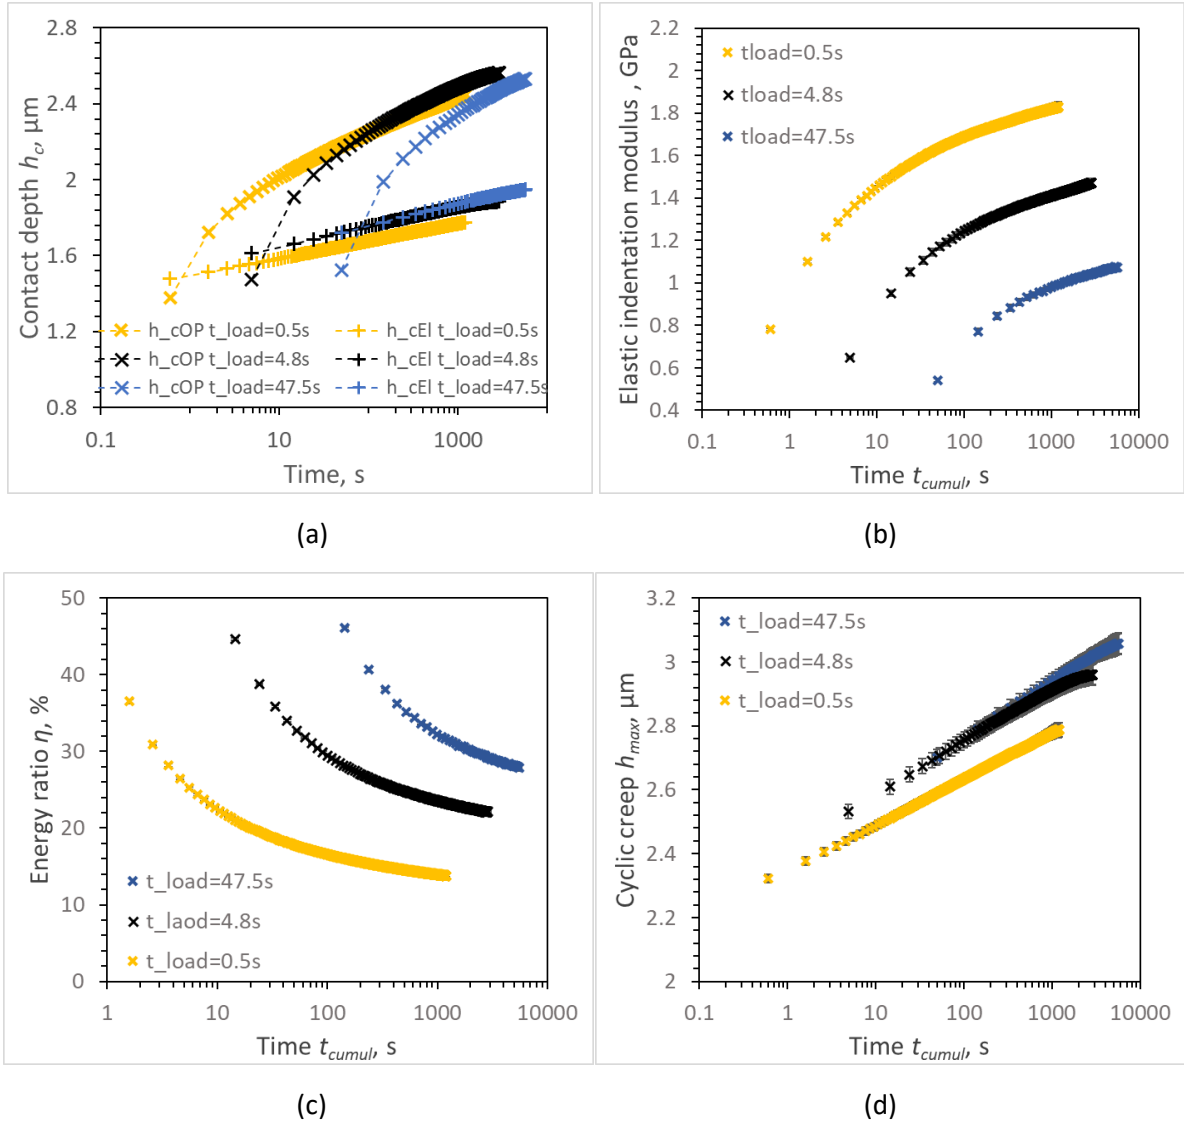 2.8
2.4
2
1.6
1.2
0.8
Contact depth h_c, µm
h_cOP t_load=0.5s
h_cEl t_load=0.5s
h_cOP t_load=4.8s
h_cEl t_load=4.8s
h_cOP t_load=47.5s
h_cEl t_load=47.5s
0.1
10
1000
Time, s
(a)
2.2
2
1.8
1.6
1.4
1.2
1
0.8
0.6
0.4
Elastic indentation modulus , GPa
tload=0.5s
tload=4.8s
tload=47.5s
0.1
1
10
100
1000
10000
Time t_cumul, s
(b)
50
40
30
20
10
0
Energy ratio η, %
t_load=47.5s
t_laod=4.8s
t_load=0.5s
1
10
100
1000
10000
Time t_cumul, s
(c)
3.2
3
2.8
2.6
2.4
2.2
2
Cyclic creep h_max, µm
t_load=47.5s
t_load=4.8s
t_load=0.5s
0.1
1
10
100
1000
10000
Time t_cumul, s
(d)